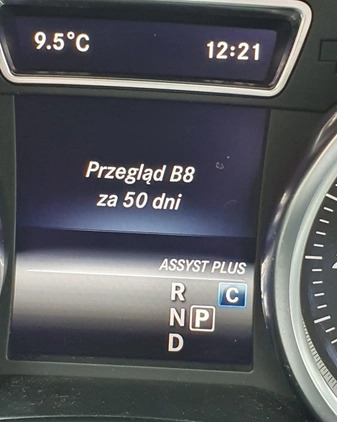 9.5°C 12:21
Przegląd B8
za 50 dni
ASSYST PLUS
R C
N P
D